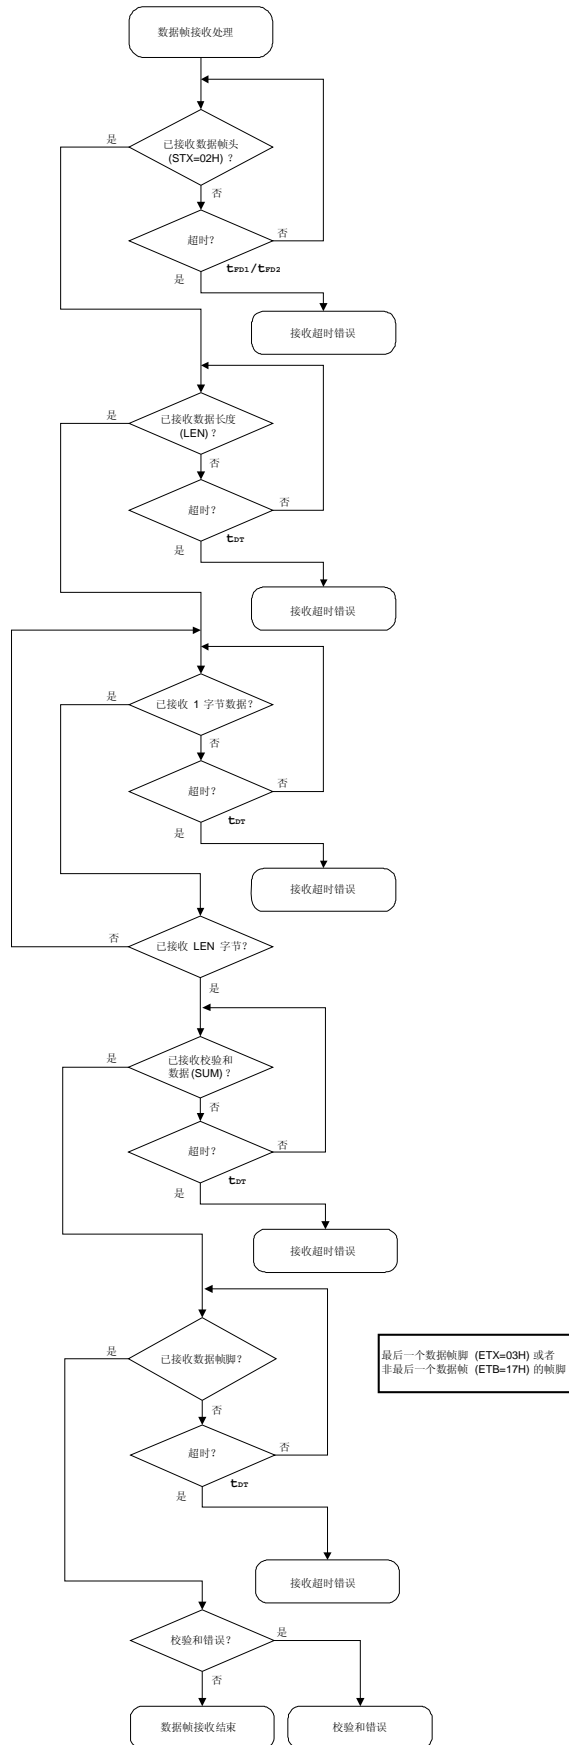 数据帧接收处理
是
已接收数据帧头
(STX=02H) ？
否
超时？
否
是
tFD1/tFD2
接收超时错误
是
已接收数据长度
(LEN) ？
否
超时？
否
是
tDT
接收超时错误
是
已接收 1 字节数据？
否
超时？
否
是
tDT
接收超时错误
否
已接收 LEN 字节？
是
是
已接收校验和
数据(SUM) ？
否
超时？
否
是
tDT
接收超时错误
是
已接收数据帧脚？
最后一个数据帧脚 (ETX=03H) 或者
非最后一个数据帧 (ETB=17H) 的帧脚
否
超时？
否
是
tDT
接收超时错误
校验和错误？
是
否
数据帧接收结束
校验和错误